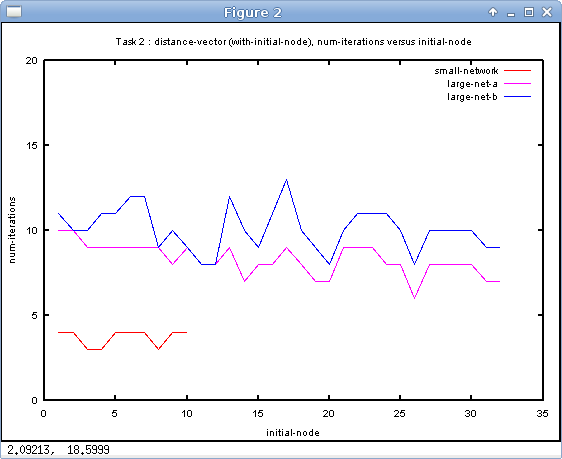 Figure 2
Task 2 : distance-vector (with-initial-node), num-iterations versus initial-node
20
small-network
large-net-a
large-net-b
15
num-iterations
10
5
0
0 5 10 15 20 25 30 35
initial-node
2.09213, 18.5999